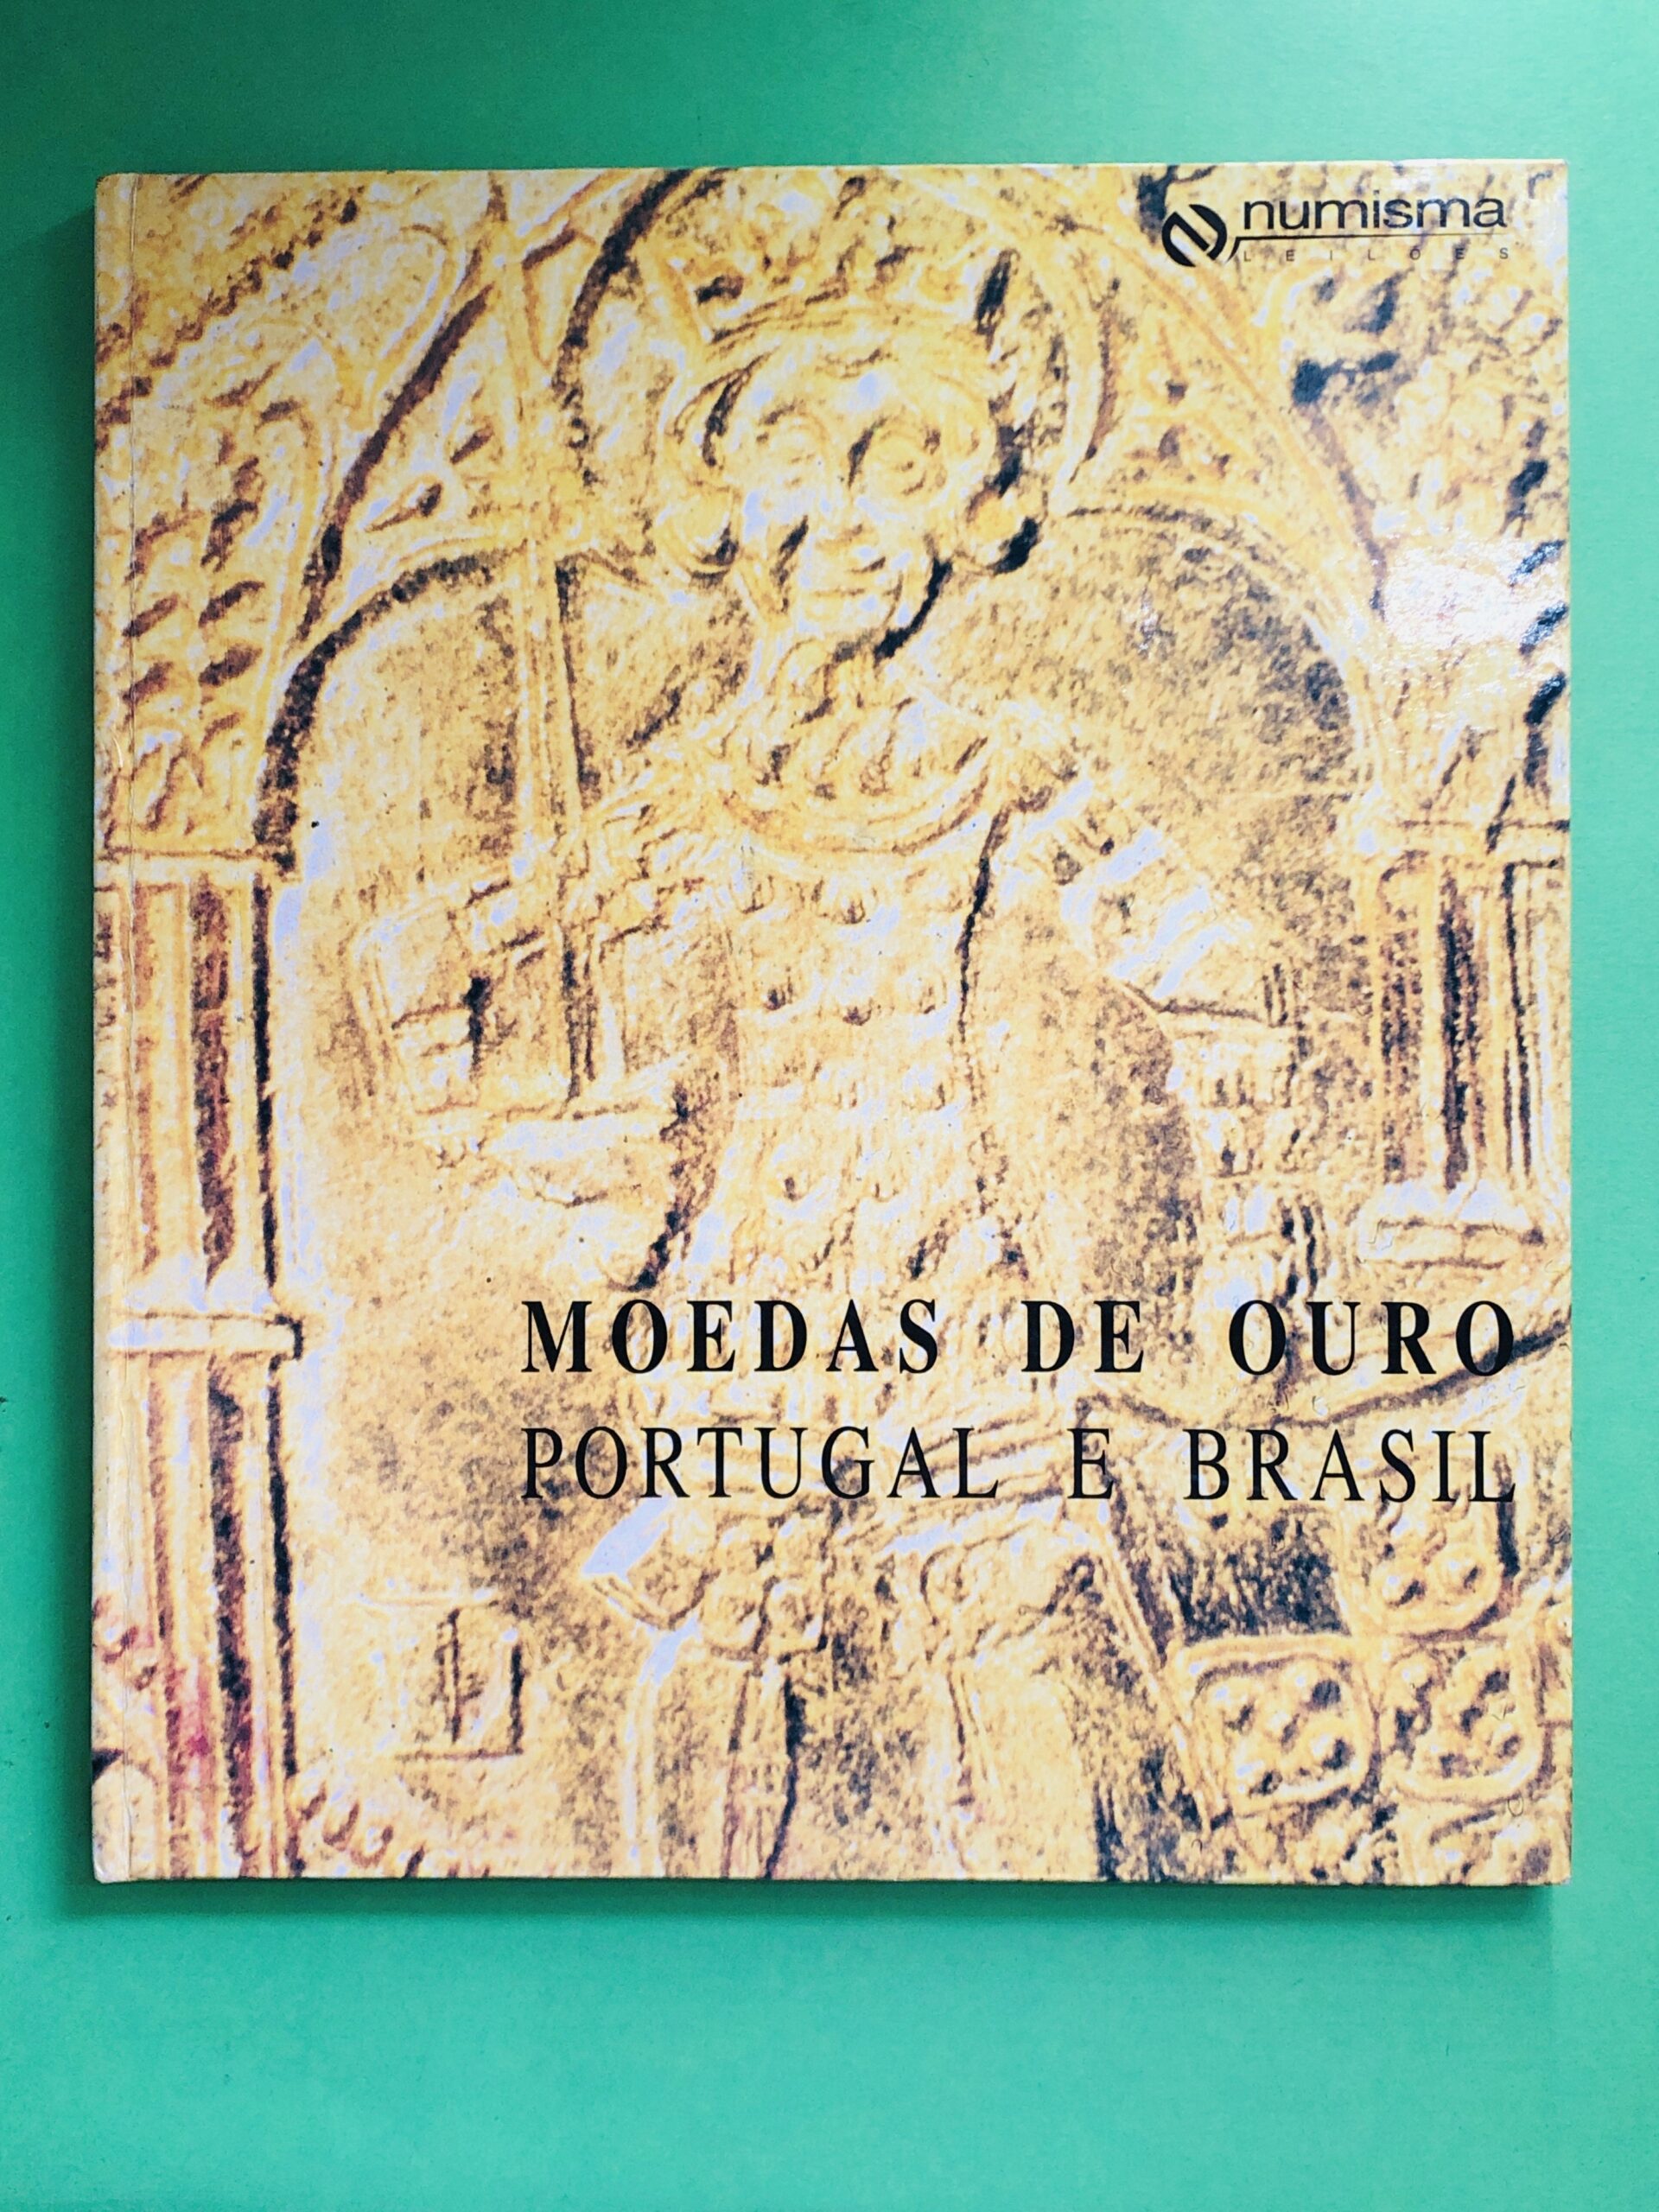 numisma
LEILÕES
MOEDAS DE OURO
PORTUGAL E BRASIL